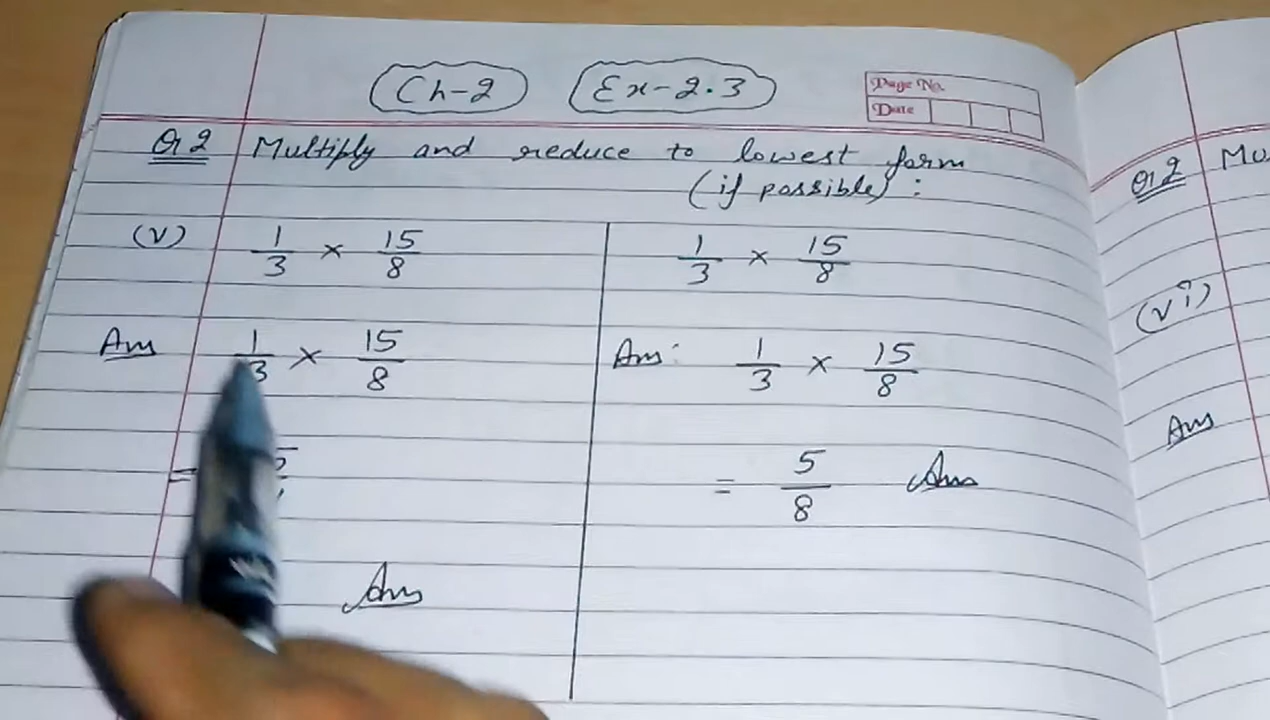 Ch-2 Ex-2.3
Page No.
Date
Q2 Multiply and reduce to lowest form
(if possible) :
(v) 1/3 × 15/8
Ans 1/3 × 15/8
=
Ans
1/3 × 15/8
Ans: 1/3 × 15/8
= 5/8 Ans
Q2 Mu
(vi)
Ans